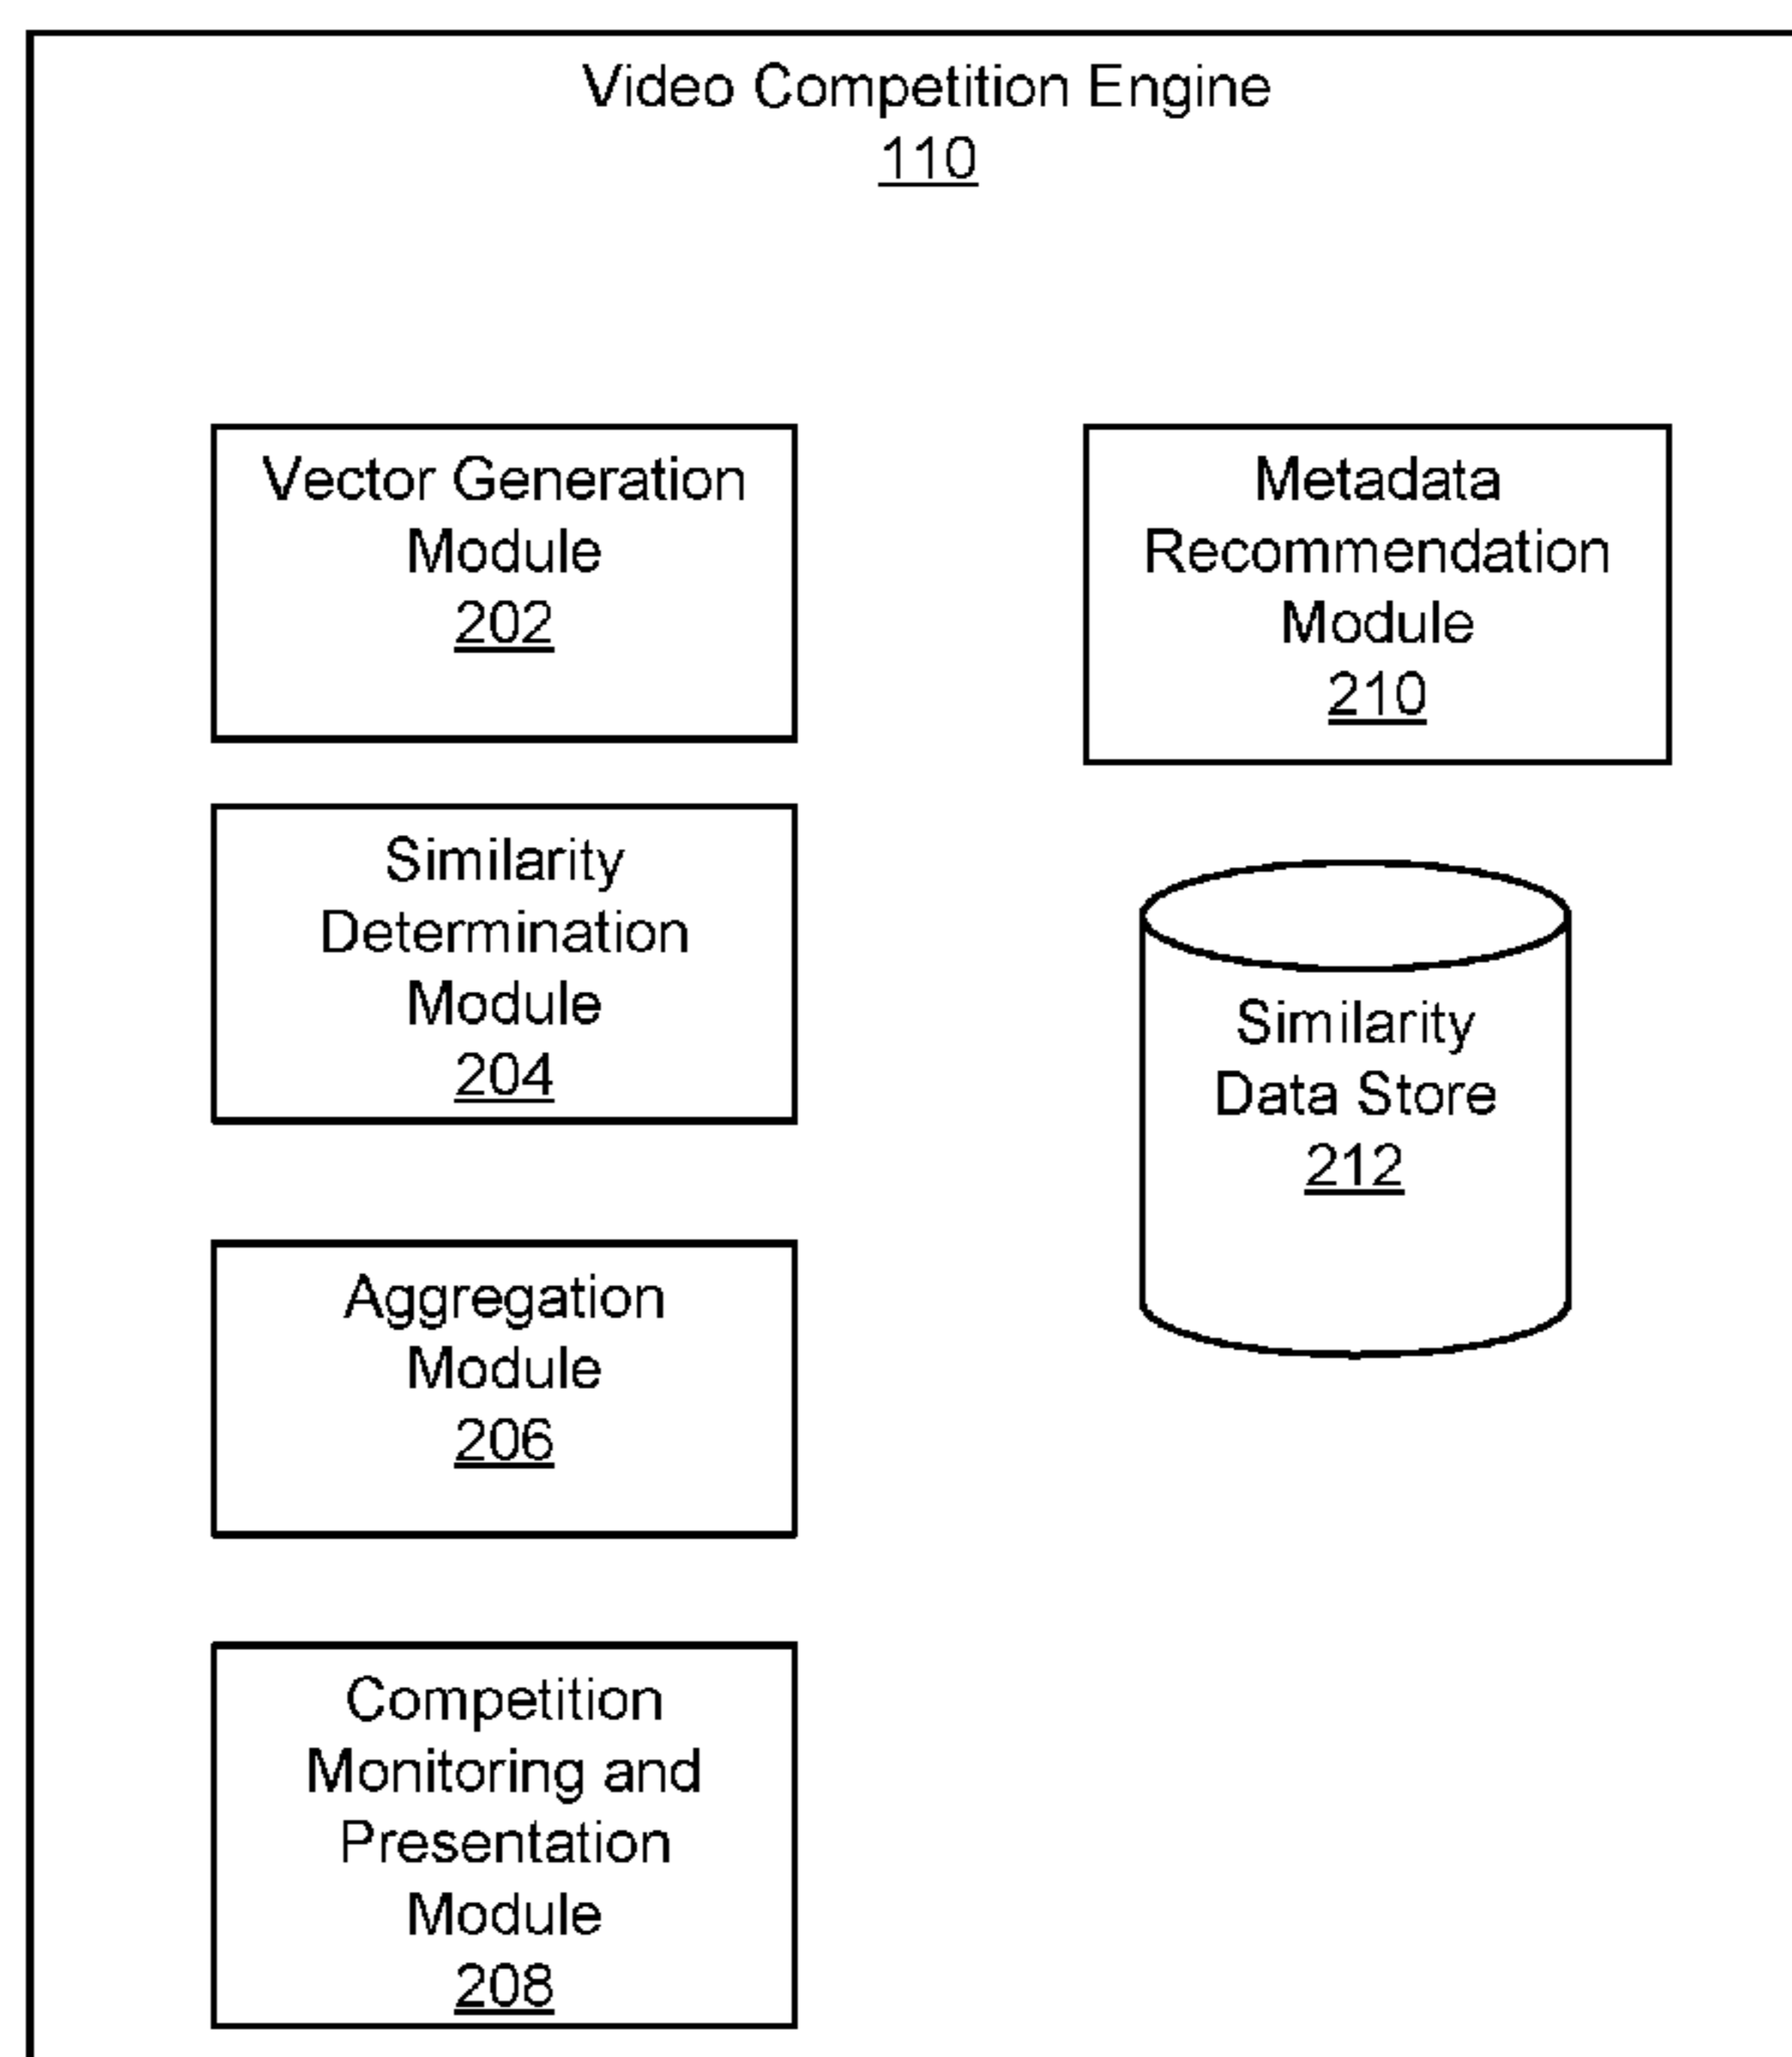 Video Competition Engine
110
Vector Generation
Module
202
Similarity
Determination
Module
204
Aggregation
Module
206
Competition
Monitoring and
Presentation
Module
208
Metadata
Recommendation
Module
210
Similarity
Data Store
212